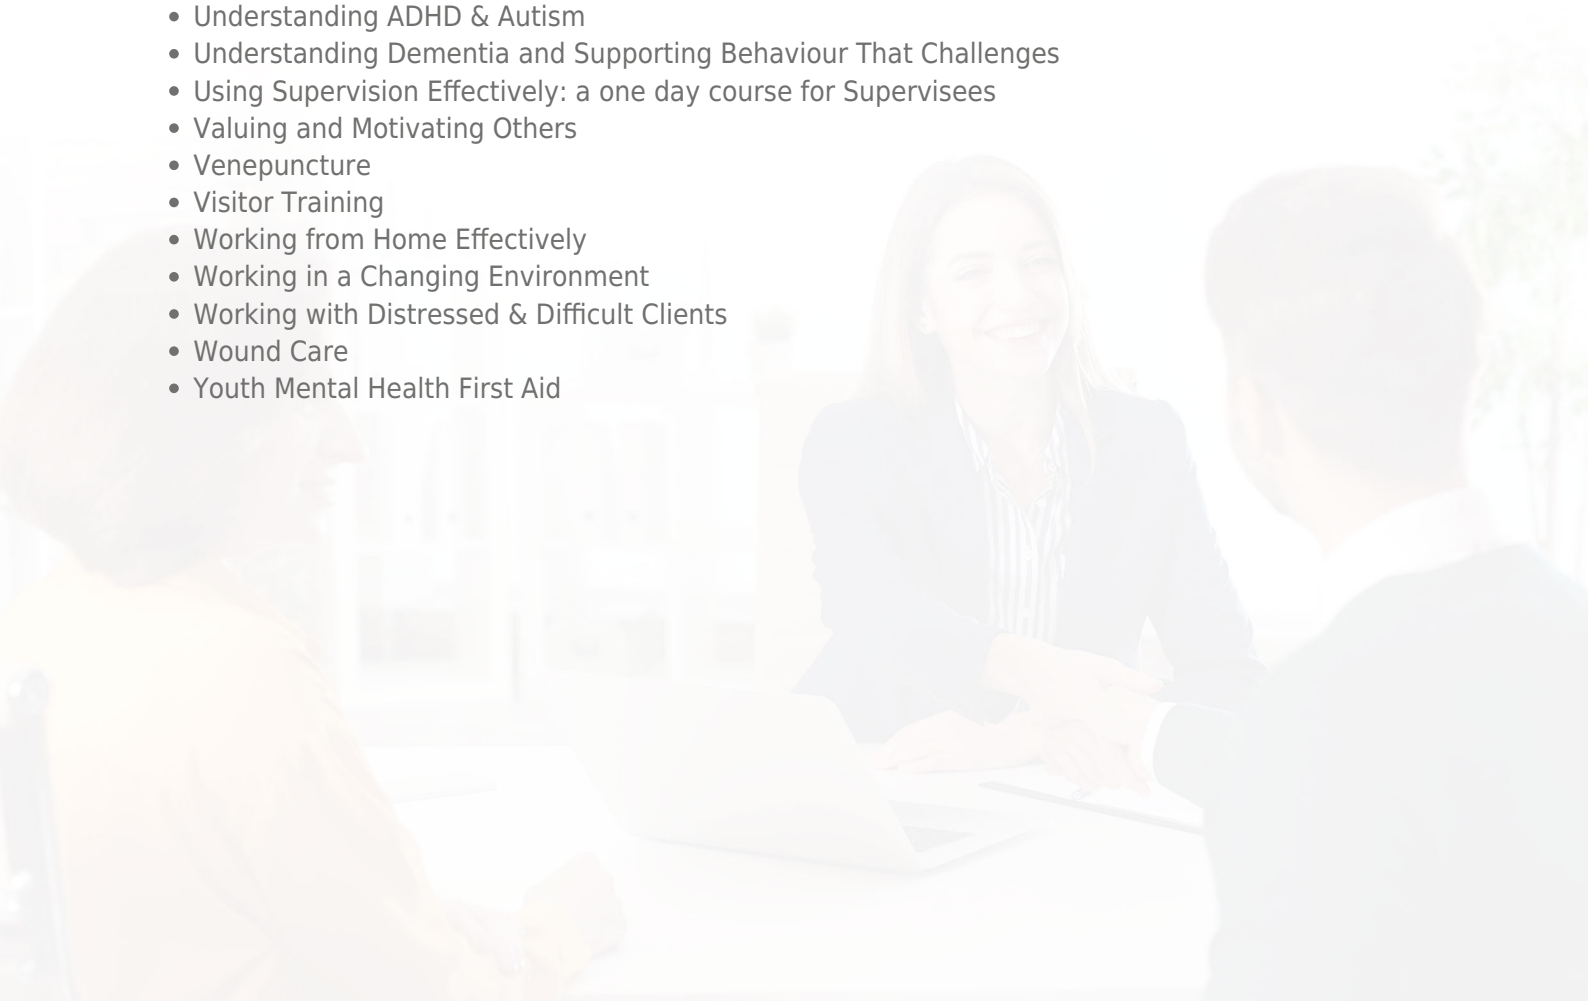 • Understanding ADHD & Autism
• Understanding Dementia and Supporting Behaviour That Challenges
• Using Supervision Effectively: a one day course for Supervisees
• Valuing and Motivating Others
• Venepuncture
• Visitor Training
• Working from Home Effectively
• Working in a Changing Environment
• Working with Distressed & Difficult Clients
• Wound Care
• Youth Mental Health First Aid